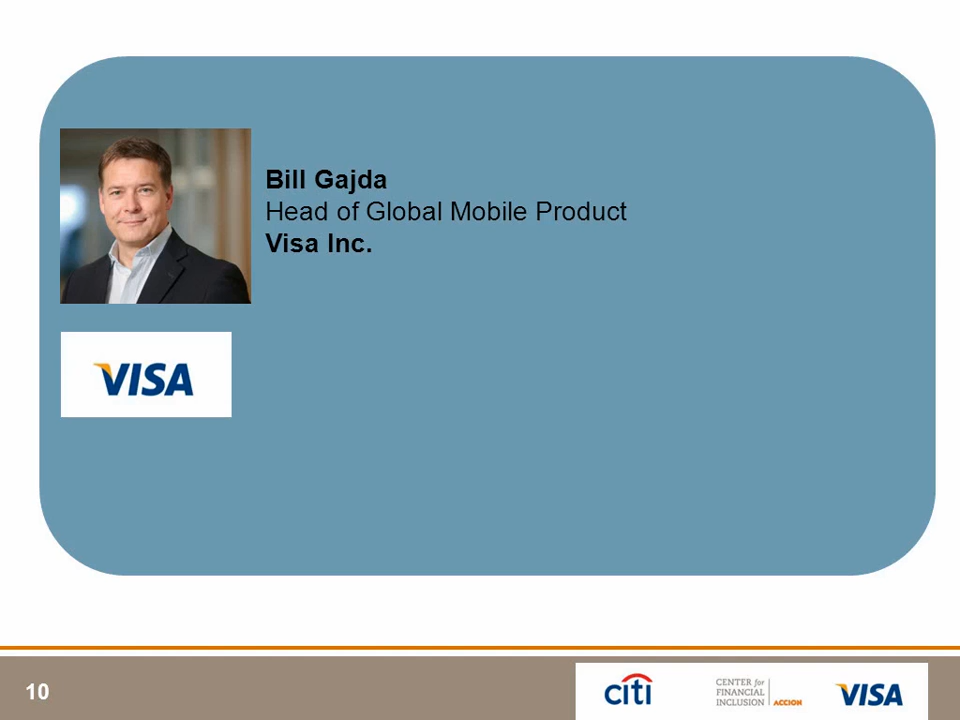 Bill Gajda
Head of Global Mobile Product
Visa Inc.
VISA
10
citi
CENTER for
FINANCIAL
INCLUSION
ACCION
VISA